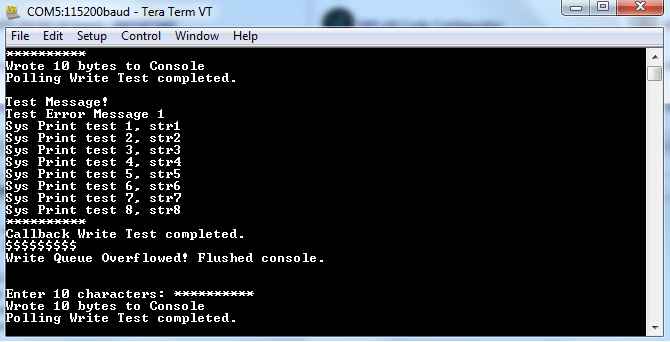 COM5:115200baud - Tera Term VT
File Edit Setup Control Window Help
**********
Wrote 10 bytes to Console
Polling Write Test completed.
Test Message!
Test Error Message 1
Sys Print test 1, str1
Sys Print test 2, str2
Sys Print test 3, str3
Sys Print test 4, str4
Sys Print test 5, str5
Sys Print test 6, str6
Sys Print test 7, str7
Sys Print test 8, str8
**********
Callback Write Test completed.
$$$$$$$$$
Write Queue Overflowed! Flushed console.
Enter 10 characters: **********
Wrote 10 bytes to Console
Polling Write Test completed.